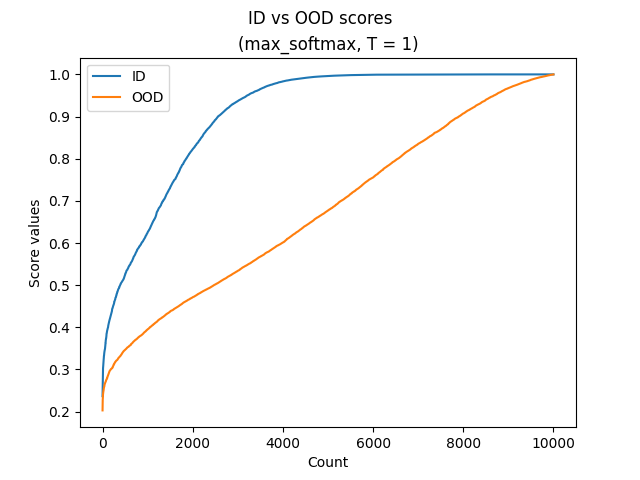 ID vs OOD scores
(max_softmax, T = 1)
ID
OOD
1.0
0.9
0.8
0.7
0.6
0.5
0.4
0.3
0.2
Score values
0
2000
4000
6000
8000
10000
Count